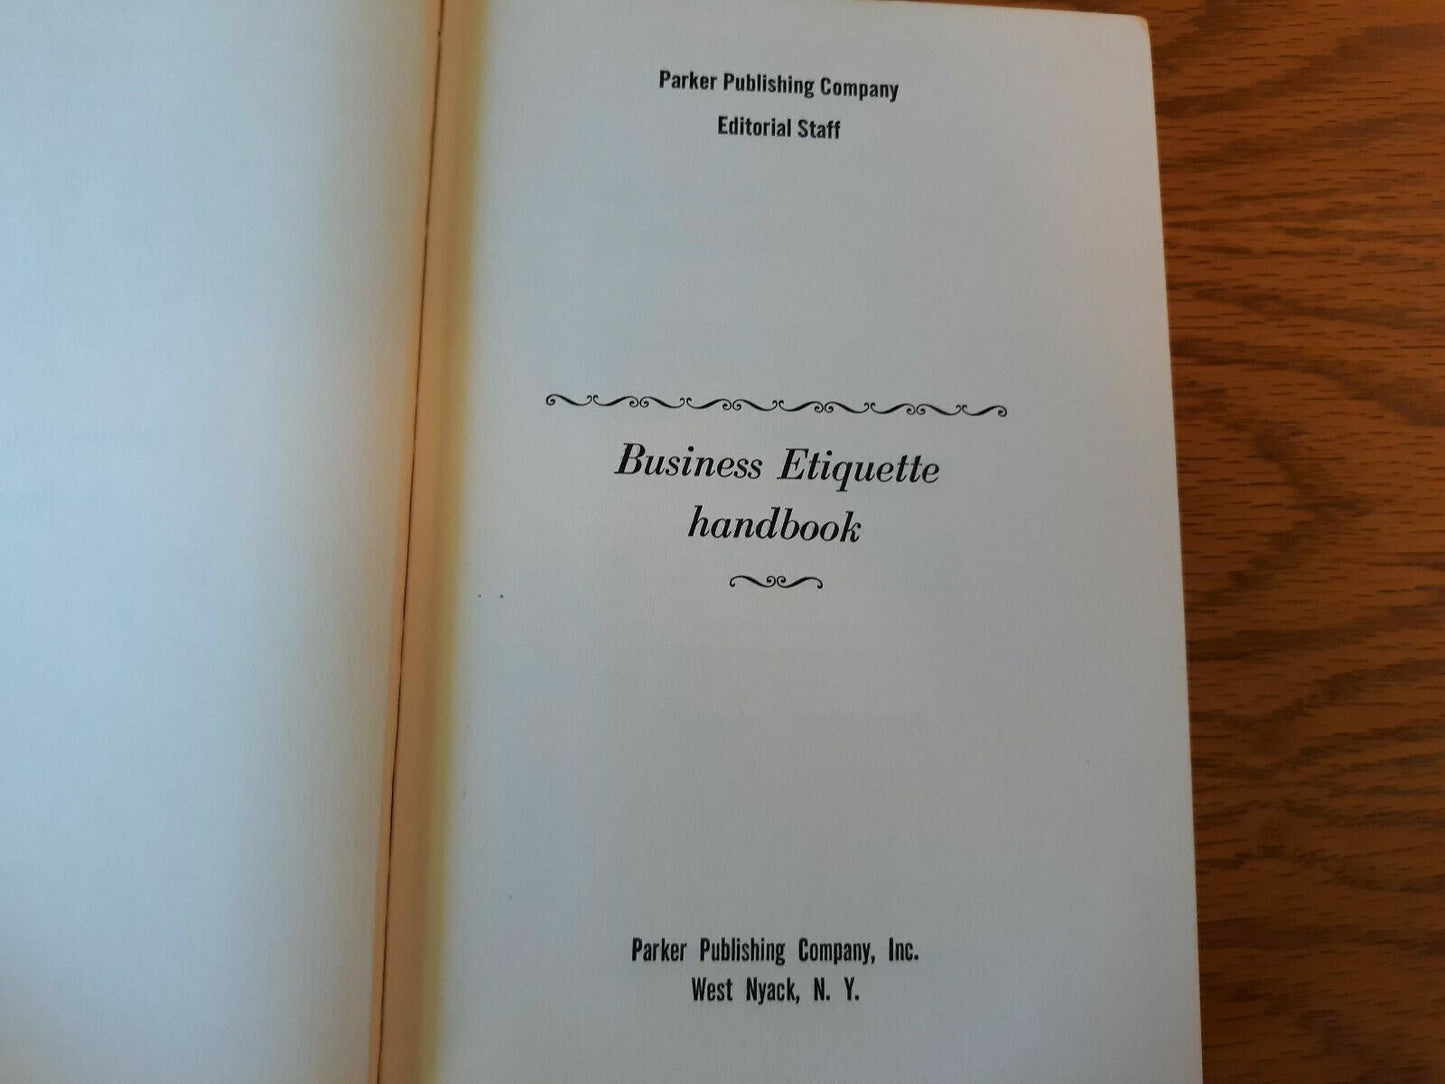 Parker Publishing Company
Editorial Staff
Business Etiquette
handbook
Parker Publishing Company, Inc.
West Nyack, N. Y.